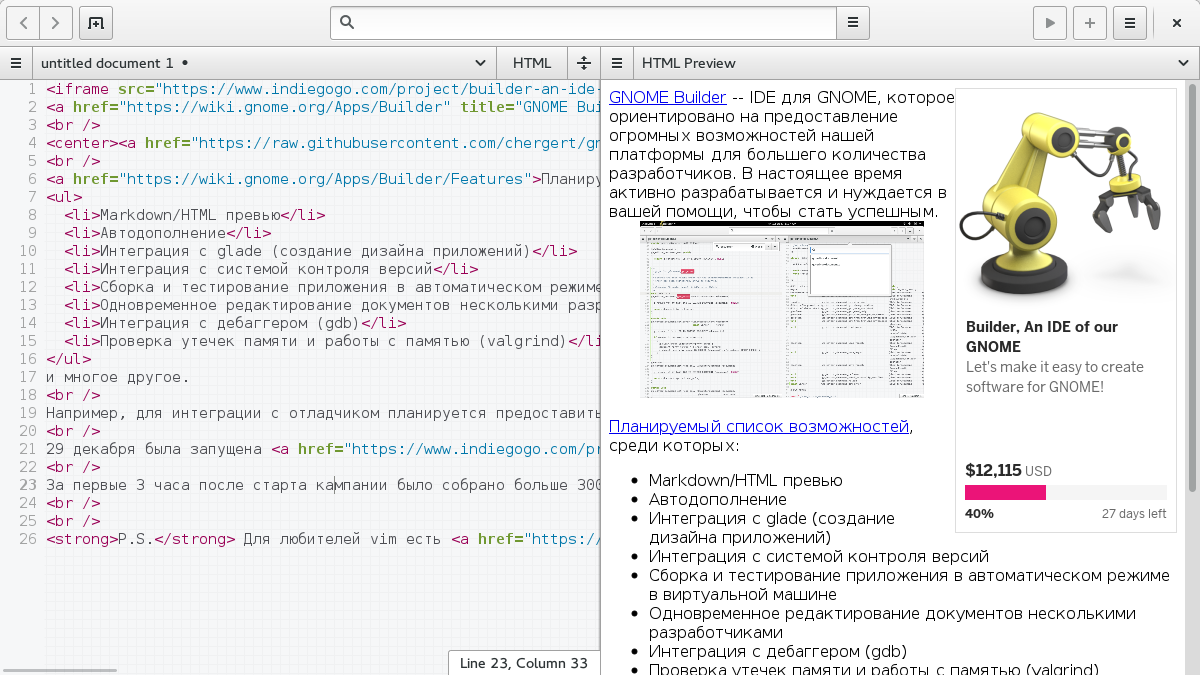 untitled document 1 •
HTML
HTML Preview
1 <iframe src="https://www.indiegogo.com/project/builder-an-ide-
2 <a href="https://wiki.gnome.org/Apps/Builder" title="GNOME Bui
3 <br />
4 <center><a href="https://raw.githubusercontent.com/chergert/gn
5 <br />
6 <a href="https://wiki.gnome.org/Apps/Builder/Features">Планиру
7 <ul>
8 <li>Markdown/HTML превью</li>
9 <li>Автодополнение</li>
10 <li>Интеграция с glade (создание дизайна приложений)</li>
11 <li>Интеграция с системой контроля версий</li>
12 <li>Сборка и тестирование приложения в автоматическом режиме
13 <li>Одновременное редактирование документов несколькими разр
14 <li>Интеграция с дебаггером (gdb)</li>
15 <li>Проверка утечек памяти и работы с памятью (valgrind)</li
16 </ul>
17 и многое другое.
18 <br />
19 Например, для интеграции с отладчиком планируется предоставить
20 <br />
21 29 декабря была запущена <a href="https://www.indiegogo.com/pr
22 <br />
23 За первые 3 часа после старта кампании было собрано больше 300
24 <br />
25 <br />
26 <strong>P.S.</strong> Для любителей vim есть <a href="https:/
Line 23, Column 33
GNOME Builder -- IDE для GNOME, которое
ориентировано на предоставление
огромных возможностей нашей
платформы для большего количества
разработчиков. В настоящее время
активно разрабатывается и нуждается в
вашей помощи, чтобы стать успешным.
Builder, An IDE of our
GNOME
Let's make it easy to create
software for GNOME!
$12,115 USD
40% 27 days left
Планируемый список возможностей,
среди которых:
• Markdown/HTML превью
• Автодополнение
• Интеграция с glade (создание
дизайна приложений)
• Интеграция с системой контроля версий
• Сборка и тестирование приложения в автоматическом режиме
в виртуальной машине
• Одновременное редактирование документов несколькими
разработчиками
• Интеграция с дебаггером (gdb)
• Проверка утечек памяти и работы с памятью (valgrind)